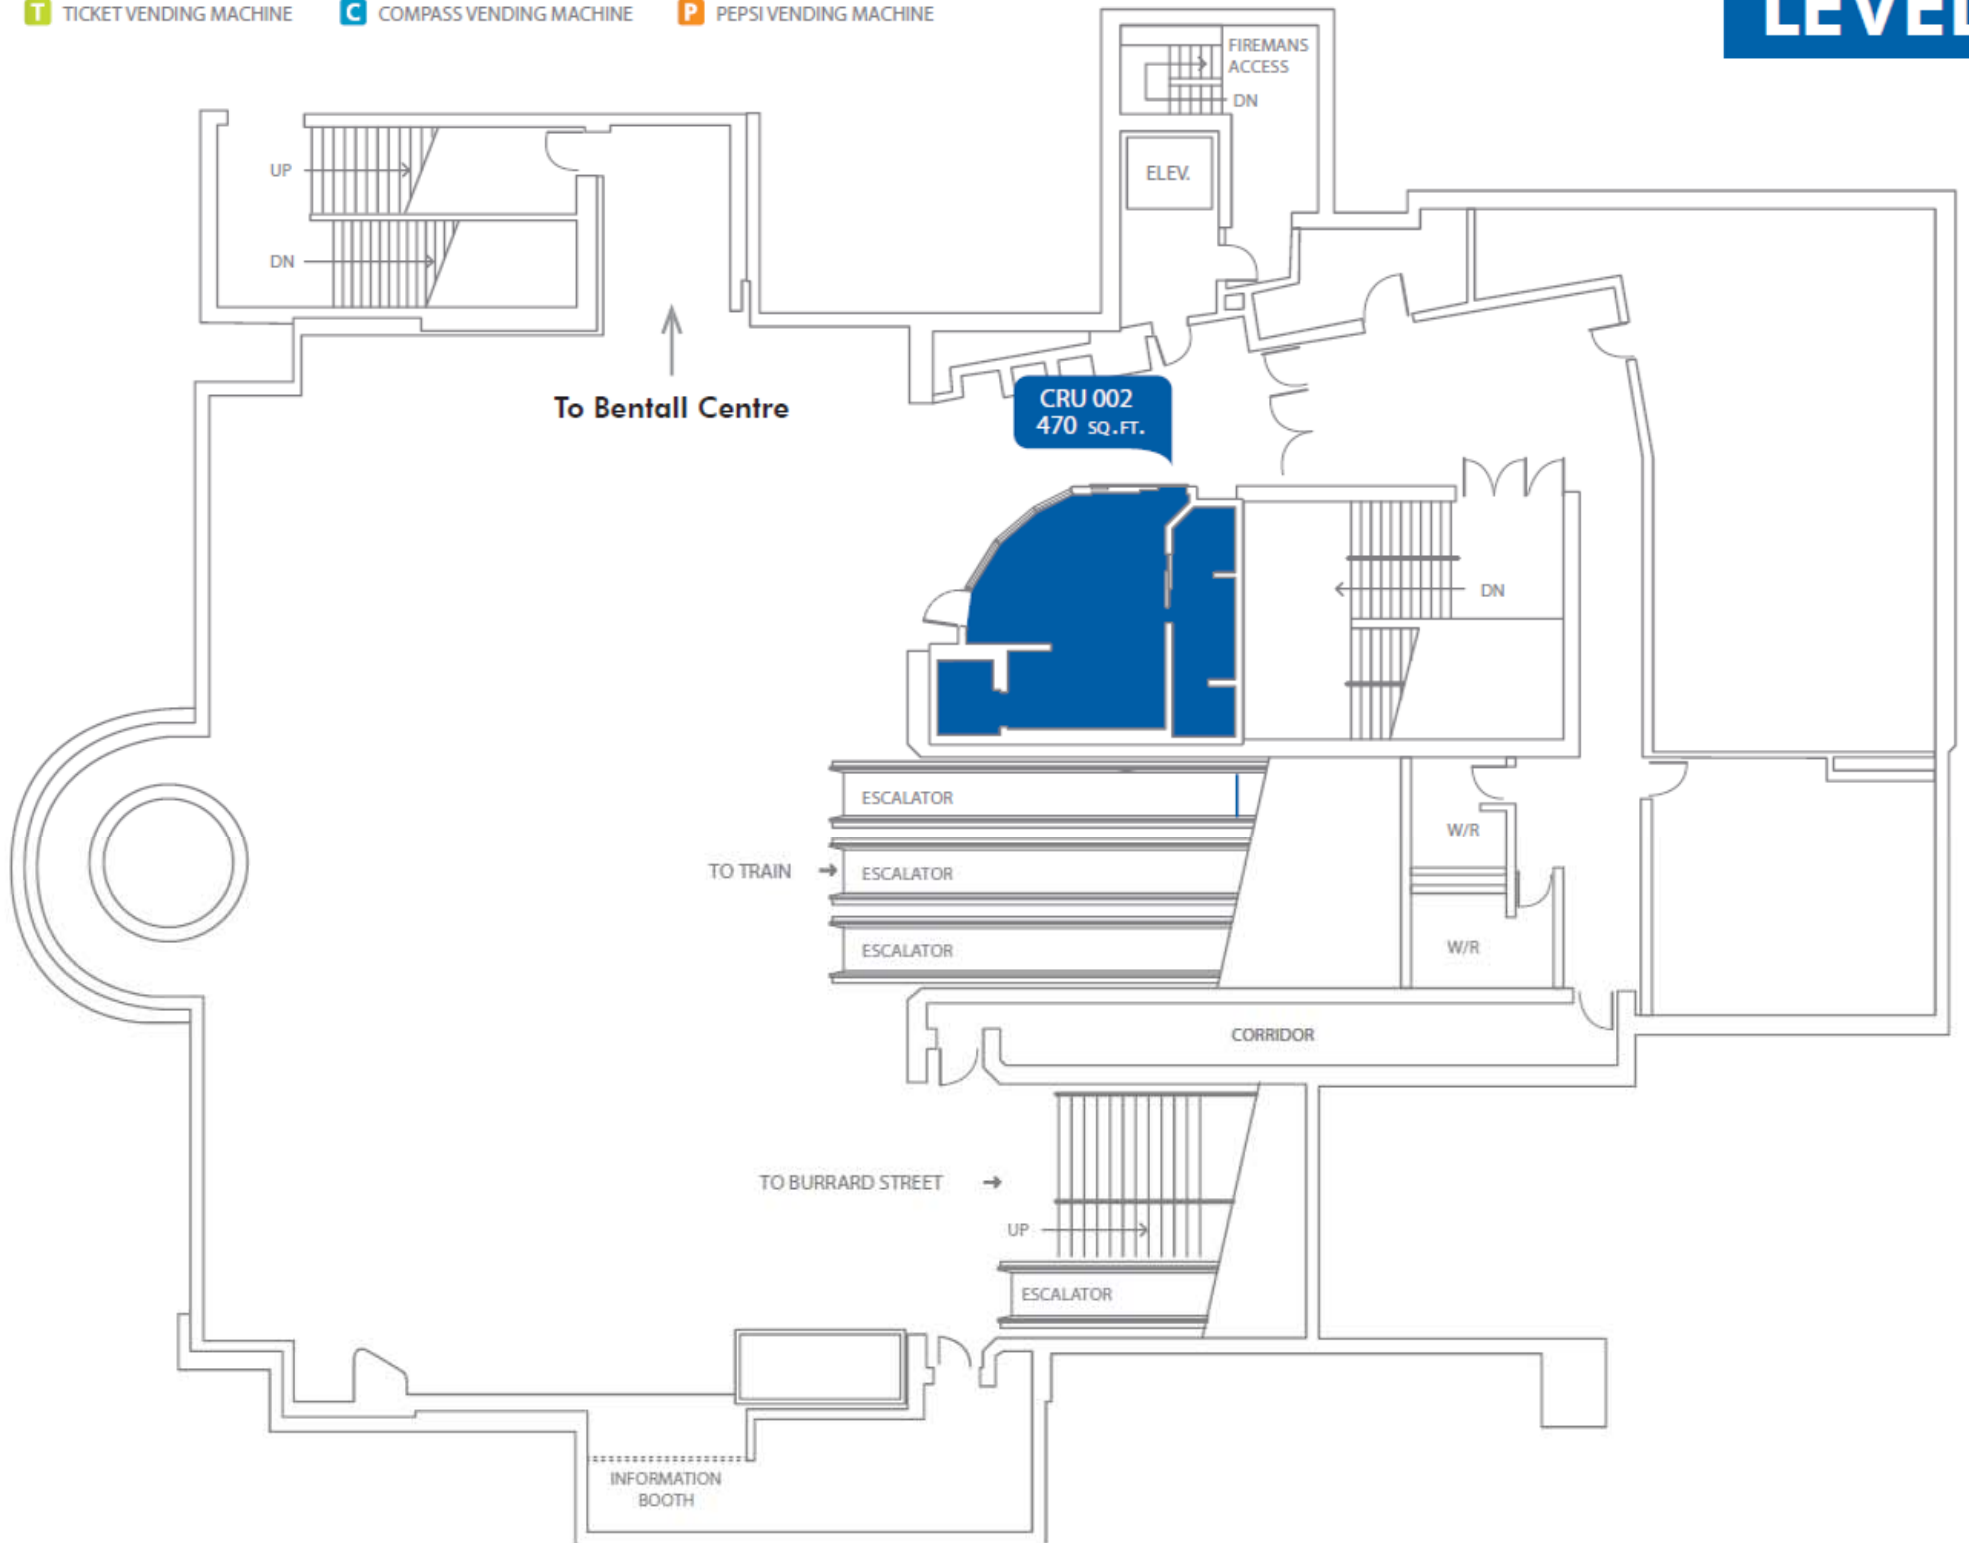 T TICKET VENDING MACHINE
C COMPASS VENDING MACHINE
P PEPSI VENDING MACHINE
LEVEL
FIREMANS
ACCESS
DN
UP
ELEV.
DN
To Bentall Centre
CRU 002
470 SQ.FT.
DN
ESCALATOR
W/R
TO TRAIN
ESCALATOR
ESCALATOR
W/R
CORRIDOR
TO BURRARD STREET
UP
ESCALATOR
INFORMATION
BOOTH